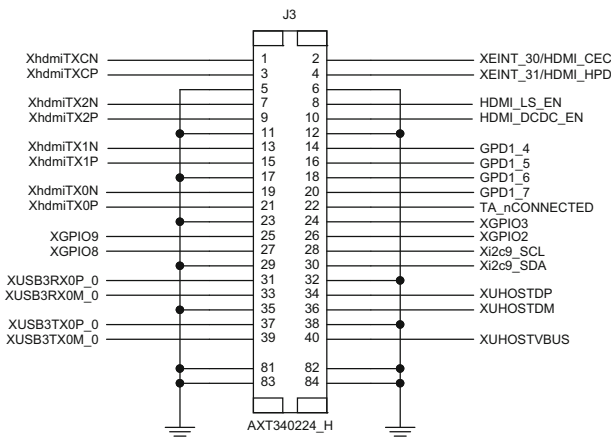 J3
XhdmiTXCN 1 2 XEINT_30/HDMI_CEC
XhdmiTXCP 3 4 XEINT_31/HDMI_HPD
5 6
XhdmiTX2N 7 8 HDMI_LS_EN
XhdmiTX2P 9 10 HDMI_DCDC_EN
11 12
XhdmiTX1N 13 14 GPD1_4
XhdmiTX1P 15 16 GPD1_5
17 18 GPD1_6
XhdmiTX0N 19 20 GPD1_7
XhdmiTX0P 21 22 TA_nCONNECTED
23 24 XGPIO3
XGPIO9 25 26 XGPIO2
XGPIO8 27 28 Xi2c9_SCL
29 30 Xi2c9_SDA
XUSB3RX0P_0 31 32
XUSB3RX0M_0 33 34 XUHOSTDP
35 36 XUHOSTDM
XUSB3TX0P_0 37 38
XUSB3TX0M_0 39 40 XUHOSTVBUS
81 82
83 84
AXT340224_H